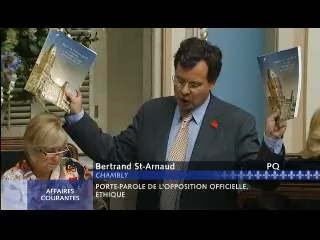 Bertrand St-Arnaud PQ
CHAMBLY
AFFAIRES
COURANTES
PORTE-PAROLE DE L'OPPOSITION OFFICIELLE,
ÉTHIQUE